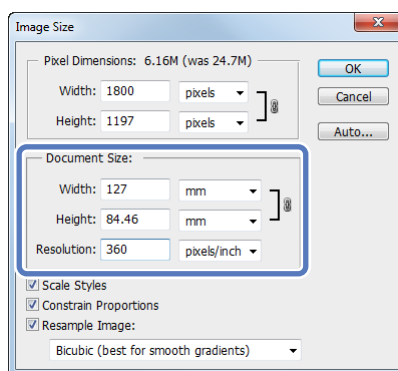 Image Size
Pixel Dimensions: 6.16M (was 24.7M)
OK
Width: 1800 pixels
Cancel
Height: 1197 pixels
Auto...
Document Size:
Width: 127 mm
Height: 84.46 mm
Resolution: 360 pixels/inch
Scale Styles
Constrain Proportions
Resample Image:
Bicubic (best for smooth gradients)